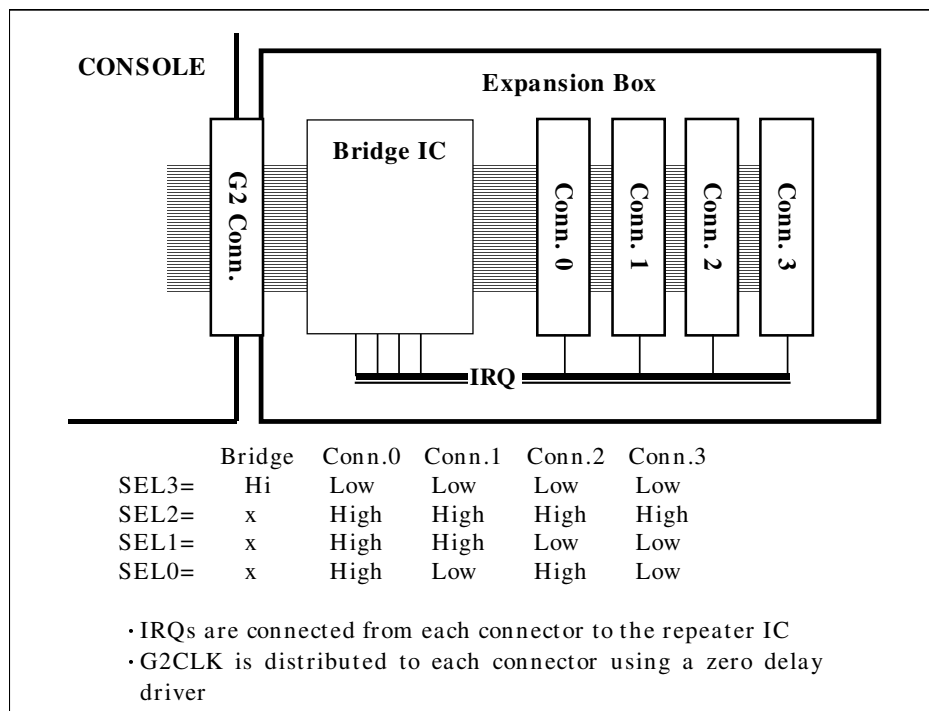 CONSOLE
Expansion Box
G2 Conn.
Bridge IC
Conn. 0
Conn. 1
Conn. 2
Conn. 3
IRQ
Bridge Conn.0 Conn.1 Conn.2 Conn.3
SEL3= Hi Low Low Low Low
SEL2= x High High High High
SEL1= x High High Low Low
SEL0= x High Low High Low
・IRQs are connected from each connector to the repeater IC
・G2CLK is distributed to each connector using a zero delay
driver